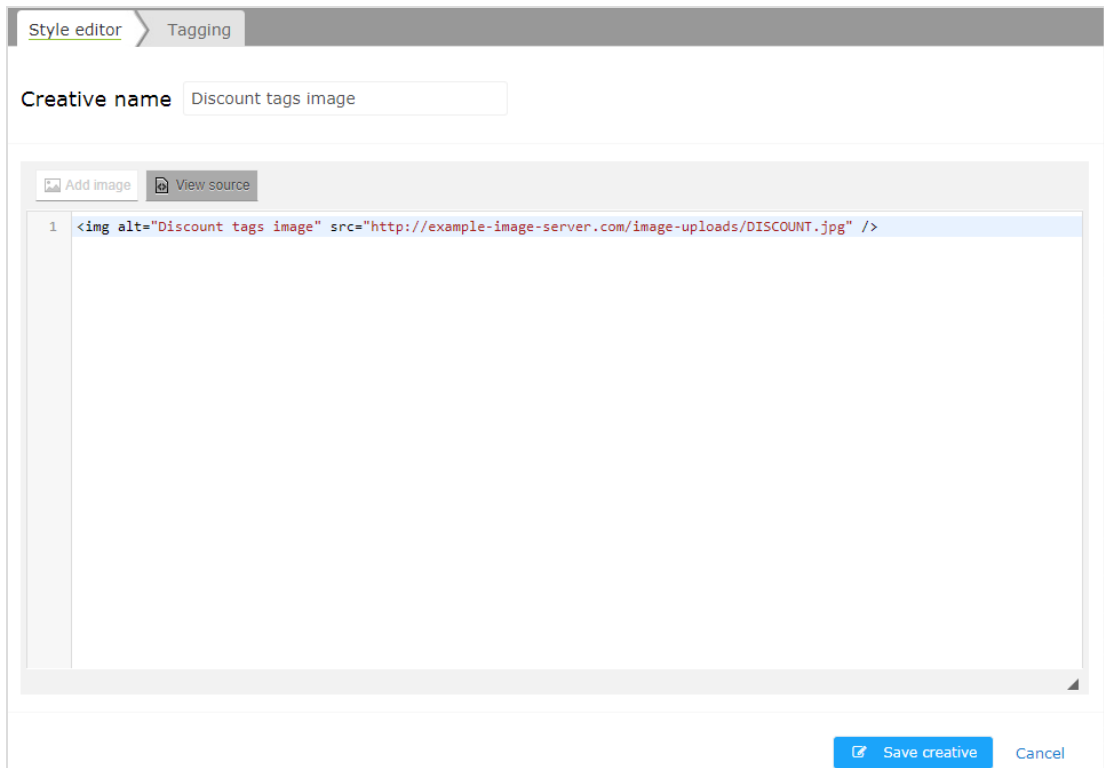 Style editor Tagging
Creative name Discount tags image
Add image View source
1 <img alt="Discount tags image" src="http://example-image-server.com/image-uploads/DISCOUNT.jpg" />
Save creative Cancel